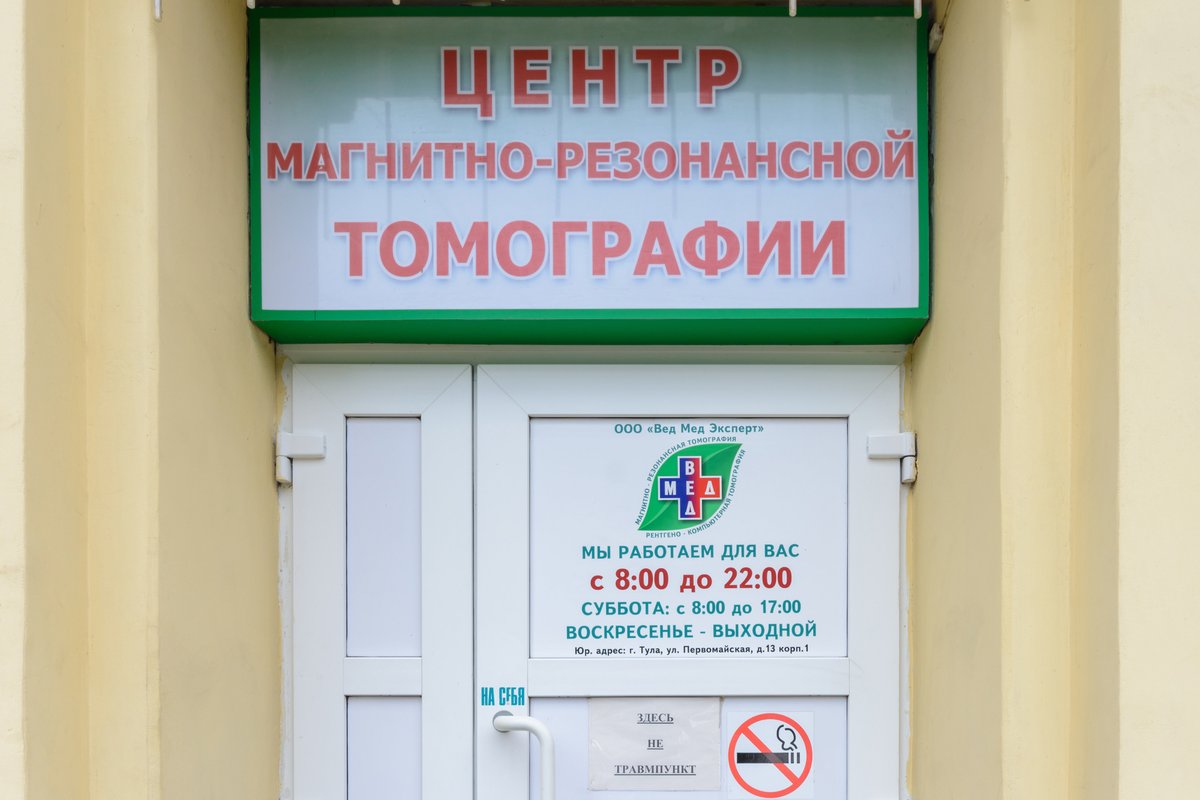 ЦЕНТР
МАГНИТНО-РЕЗОНАНСНОЙ
ТОМОГРАФИИ
ООО «Вед Мед Эксперт»
МАГНИТНО - РЕЗОНАНСНАЯ ТОМОГРАФИЯ
В
МЕД
Д
РЕНТГЕНО - КОМПЬЮТЕРНАЯ ТОМОГРАФИЯ
МЫ РАБОТАЕМ ДЛЯ ВАС
с 8:00 до 22:00
СУББОТА: с 8:00 до 17:00
ВОСКРЕСЕНЬЕ - ВЫХОДНОЙ
Юр. адрес: г. Тула, ул. Первомайская, д.13 корп.1
НА СЕБЯ
ЗДЕСЬ
НЕ
ТРАВМПУНКТ